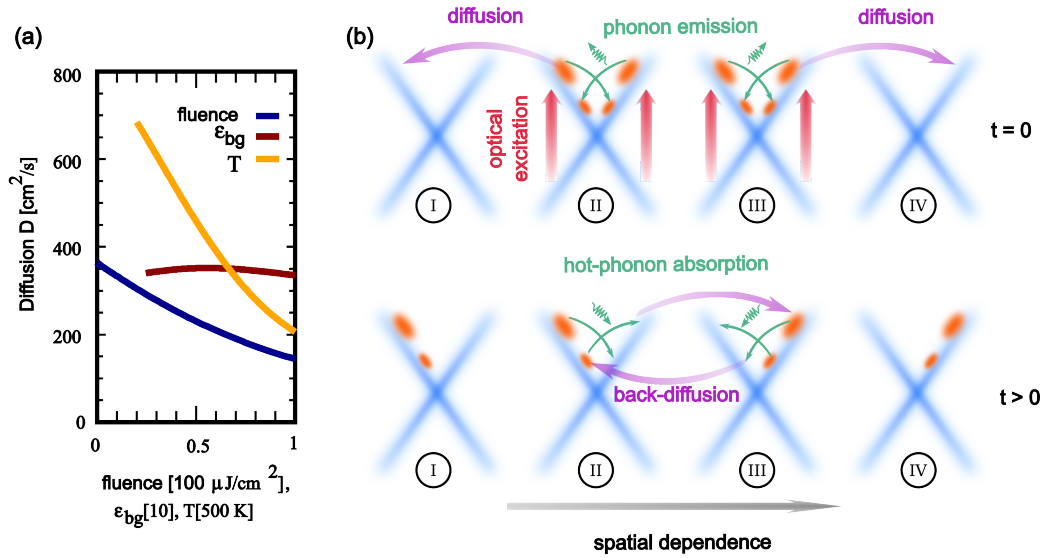 (a)
800
600
400
200
0
0
0.5
1
Diffusion D [cm²/s]
fluence
εbg
T
fluence [100 μJ/cm ²],
εbg[10], T[500 K]
(b)
diffusion
phonon emission
diffusion
optical
excitation
t = 0
I
II
III
IV
hot-phonon absorption
back-diffusion
t > 0
I
II
III
IV
spatial dependence